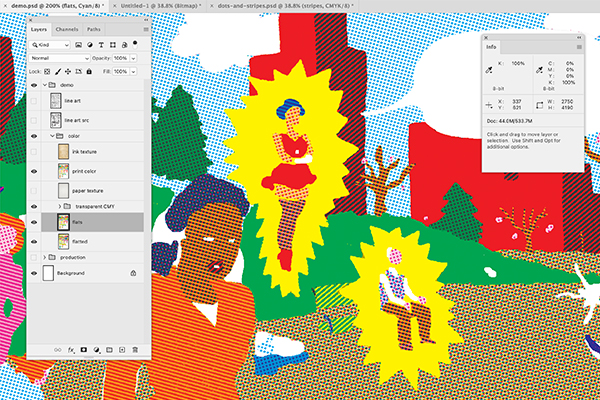 demo.psd @ 200% (flats, Cyan/8) *
Untitled-1 @ 38.8% (Bitmap) *
dots-and-stripes.psd @ 38.8% (stripes, CMYK/8) *
Layers Channels Paths
Kind
Normal Opacity: 100%
Lock: Fill: 100%
demo
line art
line art src
color
ink texture
print color
paper texture
transparent CMY
flats
flatted
production
Background
fx
Info
K: 100%
C: 0%
M: 0%
Y: 0%
K: 100%
8-bit
8-bit
X: 337
Y: 821
W: 2750
H: 4190
Doc: 44.0M/533.7M
Click and drag to move layer or
selection. Use Shift and Opt for
additional options.